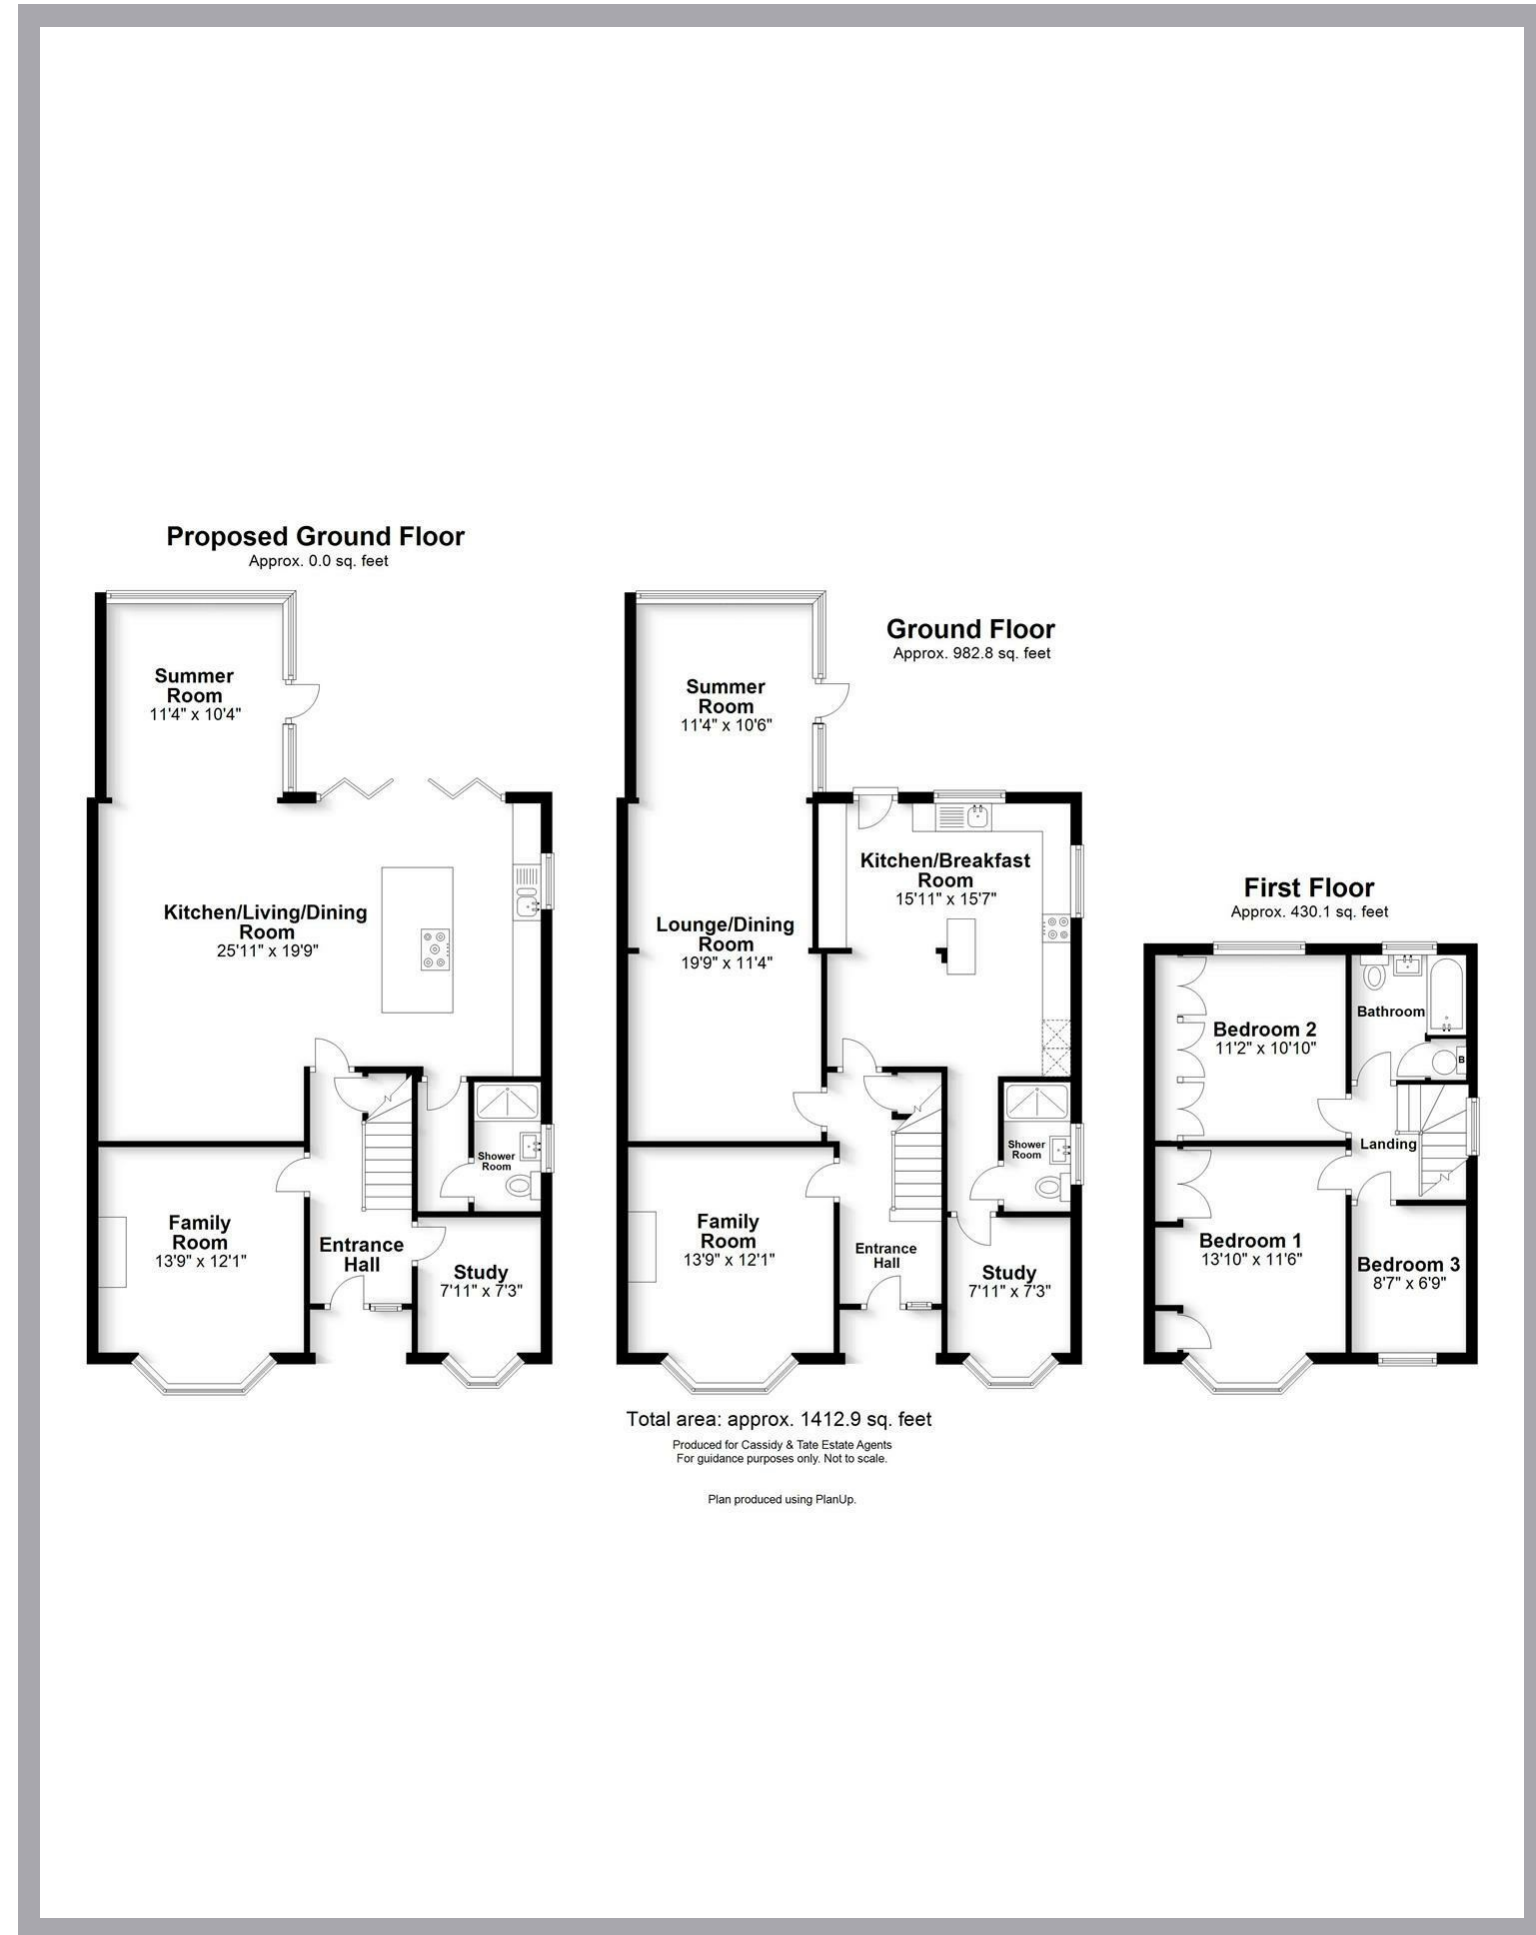 Proposed Ground Floor
Approx. 0.0 sq. feet
Summer
Room
11'4" x 10'4"
Kitchen/Living/Dining
Room
25'11" x 19'9"
Shower
Room
Family
Room
13'9" x 12'1"
Entrance
Hall
Study
7'11" x 7'3"
Ground Floor
Approx. 982.8 sq. feet
Summer
Room
11'4" x 10'6"
Kitchen/Breakfast
Room
15'11" x 15'7"
Lounge/Dining
Room
19'9" x 11'4"
Shower
Room
Family
Room
13'9" x 12'1"
Entrance
Hall
Study
7'11" x 7'3"
First Floor
Approx. 430.1 sq. feet
Bedroom 2
11'2" x 10'10"
Bathroom
B
Landing
Bedroom 1
13'10" x 11'6"
Bedroom 3
8'7" x 6'9"
Total area: approx. 1412.9 sq. feet
Produced for Cassidy & Tate Estate Agents
For guidance purposes only. Not to scale.
Plan produced using PlanUp.